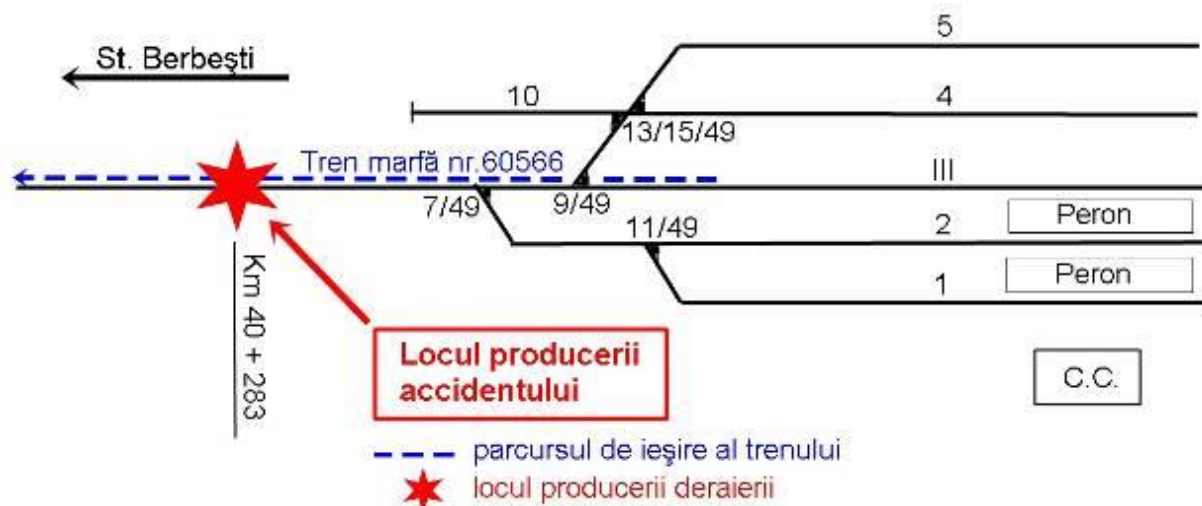 5
St. Berbeşti
10
4
13/15/49
Tren marfă nr.60566
III
7/49
9/49
11/49
2
Peron
1
Peron
Km 40 + 283
Locul producerii
accidentului
C.C.
parcursul de ieşire al trenului
locul producerii deraierii